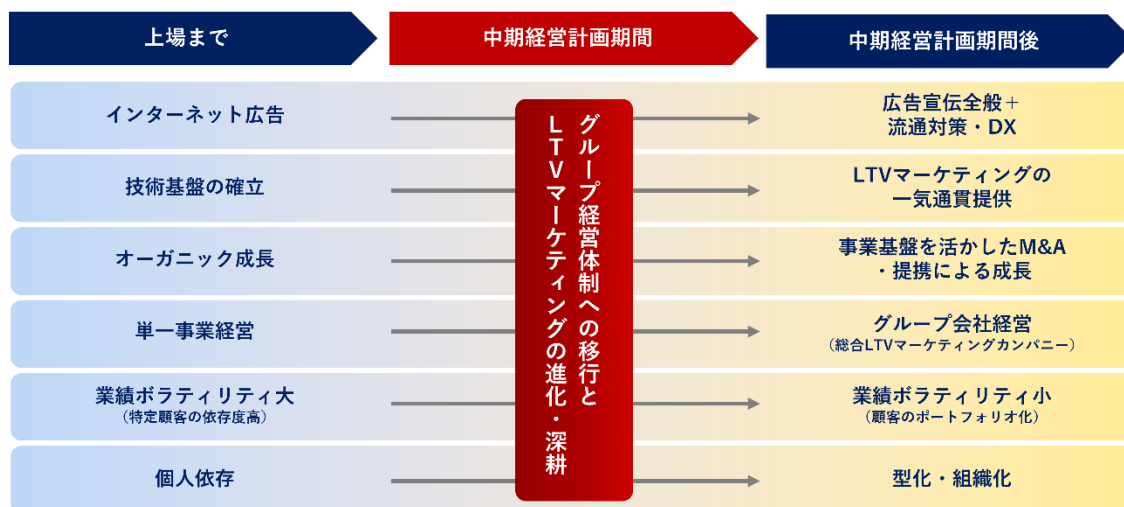 上場まで
中期経営計画期間
中期経営計画期間後
インターネット広告
広告宣伝全般＋
流通対策・DX
技術基盤の確立
LTVマーケティングの
一気通貫提供
オーガニック成長
事業基盤を活かしたM&A
・提携による成長
単一事業経営
グループ会社経営
（総合LTVマーケティングカンパニー）
業績ボラティリティ大
（特定顧客の依存度高）
業績ボラティリティ小
（顧客のポートフォリオ化）
個人依存
型化・組織化
グループ経営体制への移行と
LTVマーケティングの進化・深耕